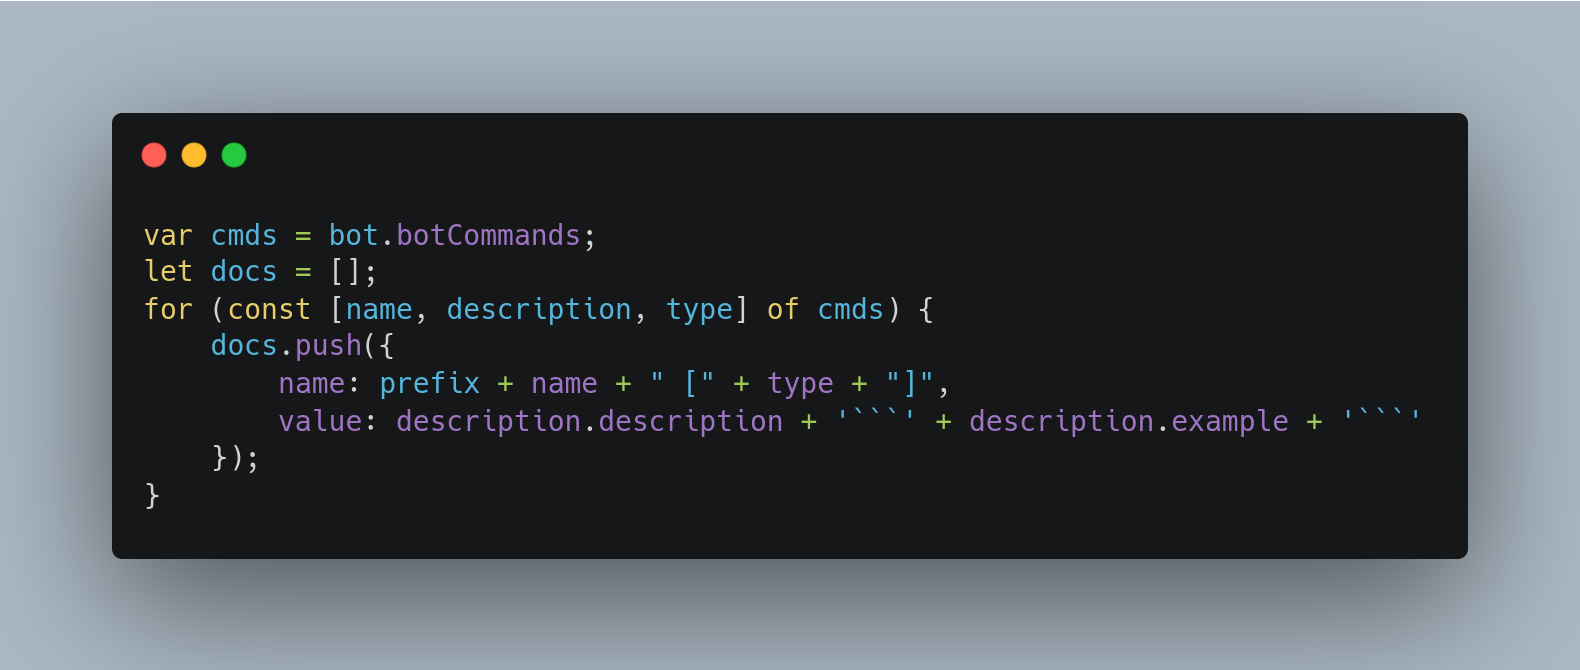 var cmds = bot.botCommands;
let docs = [];
for (const [name, description, type] of cmds) {
    docs.push({
        name: prefix + name + " [" + type + "]",
        value: description.description + '```' + description.example + '```'
    });
}